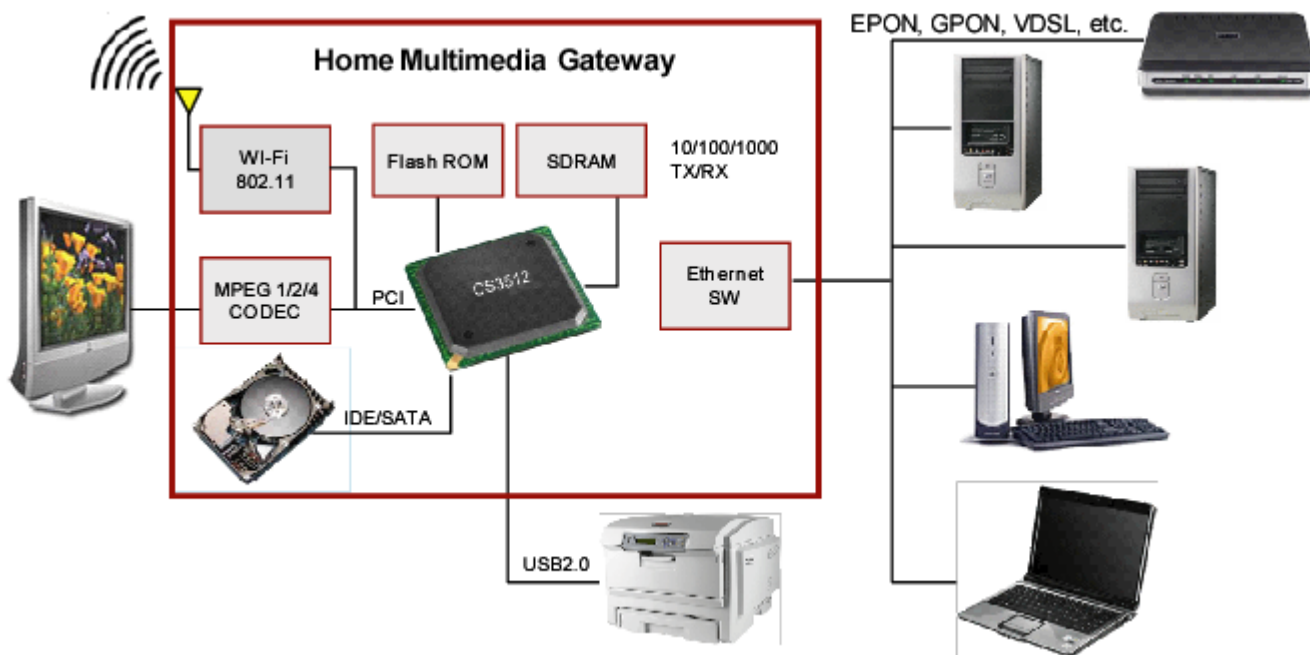 EPON, GPON, VDSL, etc.
Home Multimedia Gateway
WI-Fi
802.11
Flash ROM
SDRAM
10/100/1000
TX/RX
MPEG 1/2/4
CODEC
PCI
CS3512
Ethernet
SW
IDE/SATA
USB2.0